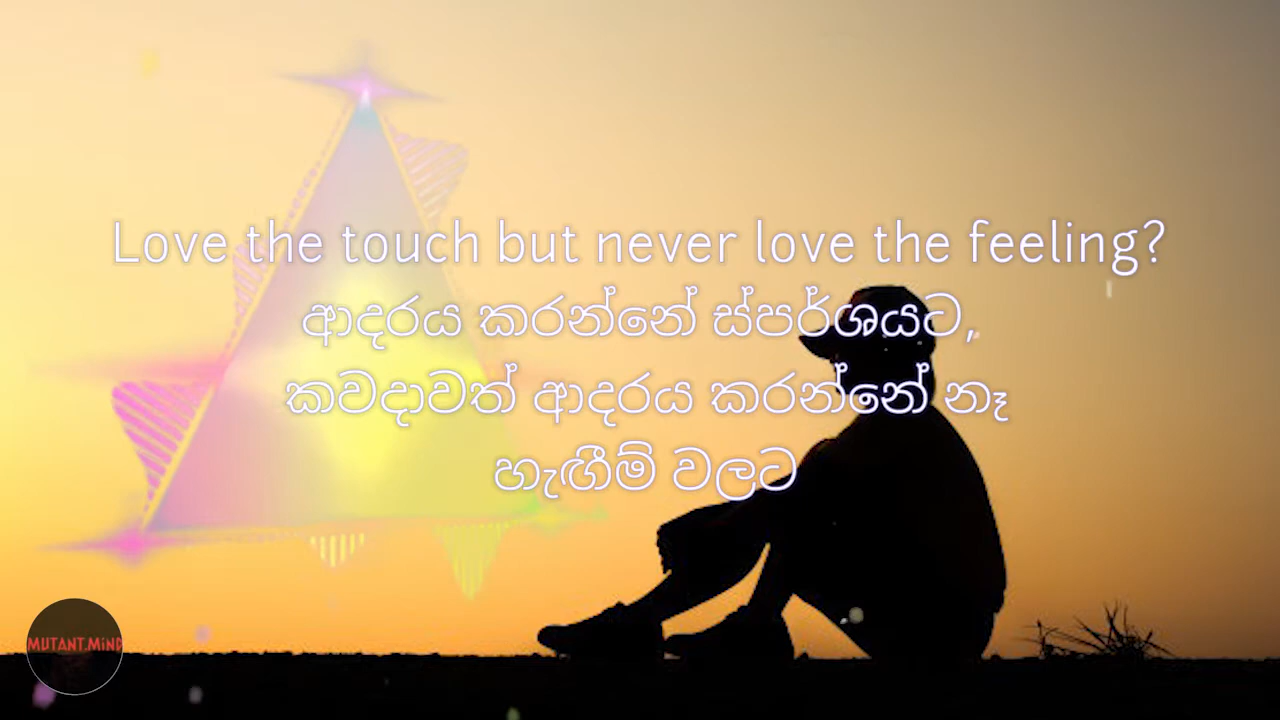 Love the touch but never love the feeling?
ආදරය කරන්නේ ස්පර්ශයට,
කවදාවත් ආදරය කරන්නේ නෑ
හැඟීම් වලට
MUTANT.MiND